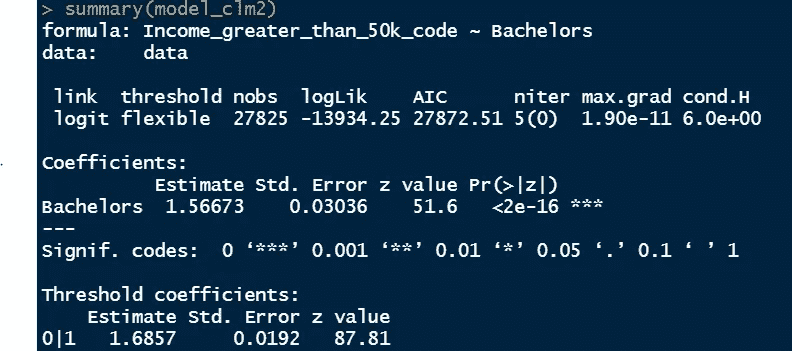 > summary(model_clm2)
formula: Income_greater_than_50k_code ~ Bachelors
data:    data

 link  threshold nobs  logLik    AIC      niter max.grad cond.H
 logit flexible  27825 -13934.25 27872.51 5(0)  1.90e-11 6.0e+00

Coefficients:
          Estimate Std. Error z value Pr(>|z|)
Bachelors  1.56673    0.03036    51.6   <2e-16 ***
---
Signif. codes:  0 ‘***’ 0.001 ‘**’ 0.01 ‘*’ 0.05 ‘.’ 0.1 ‘ ’ 1

Threshold coefficients:
    Estimate Std. Error z value
0|1   1.6857     0.0192   87.81